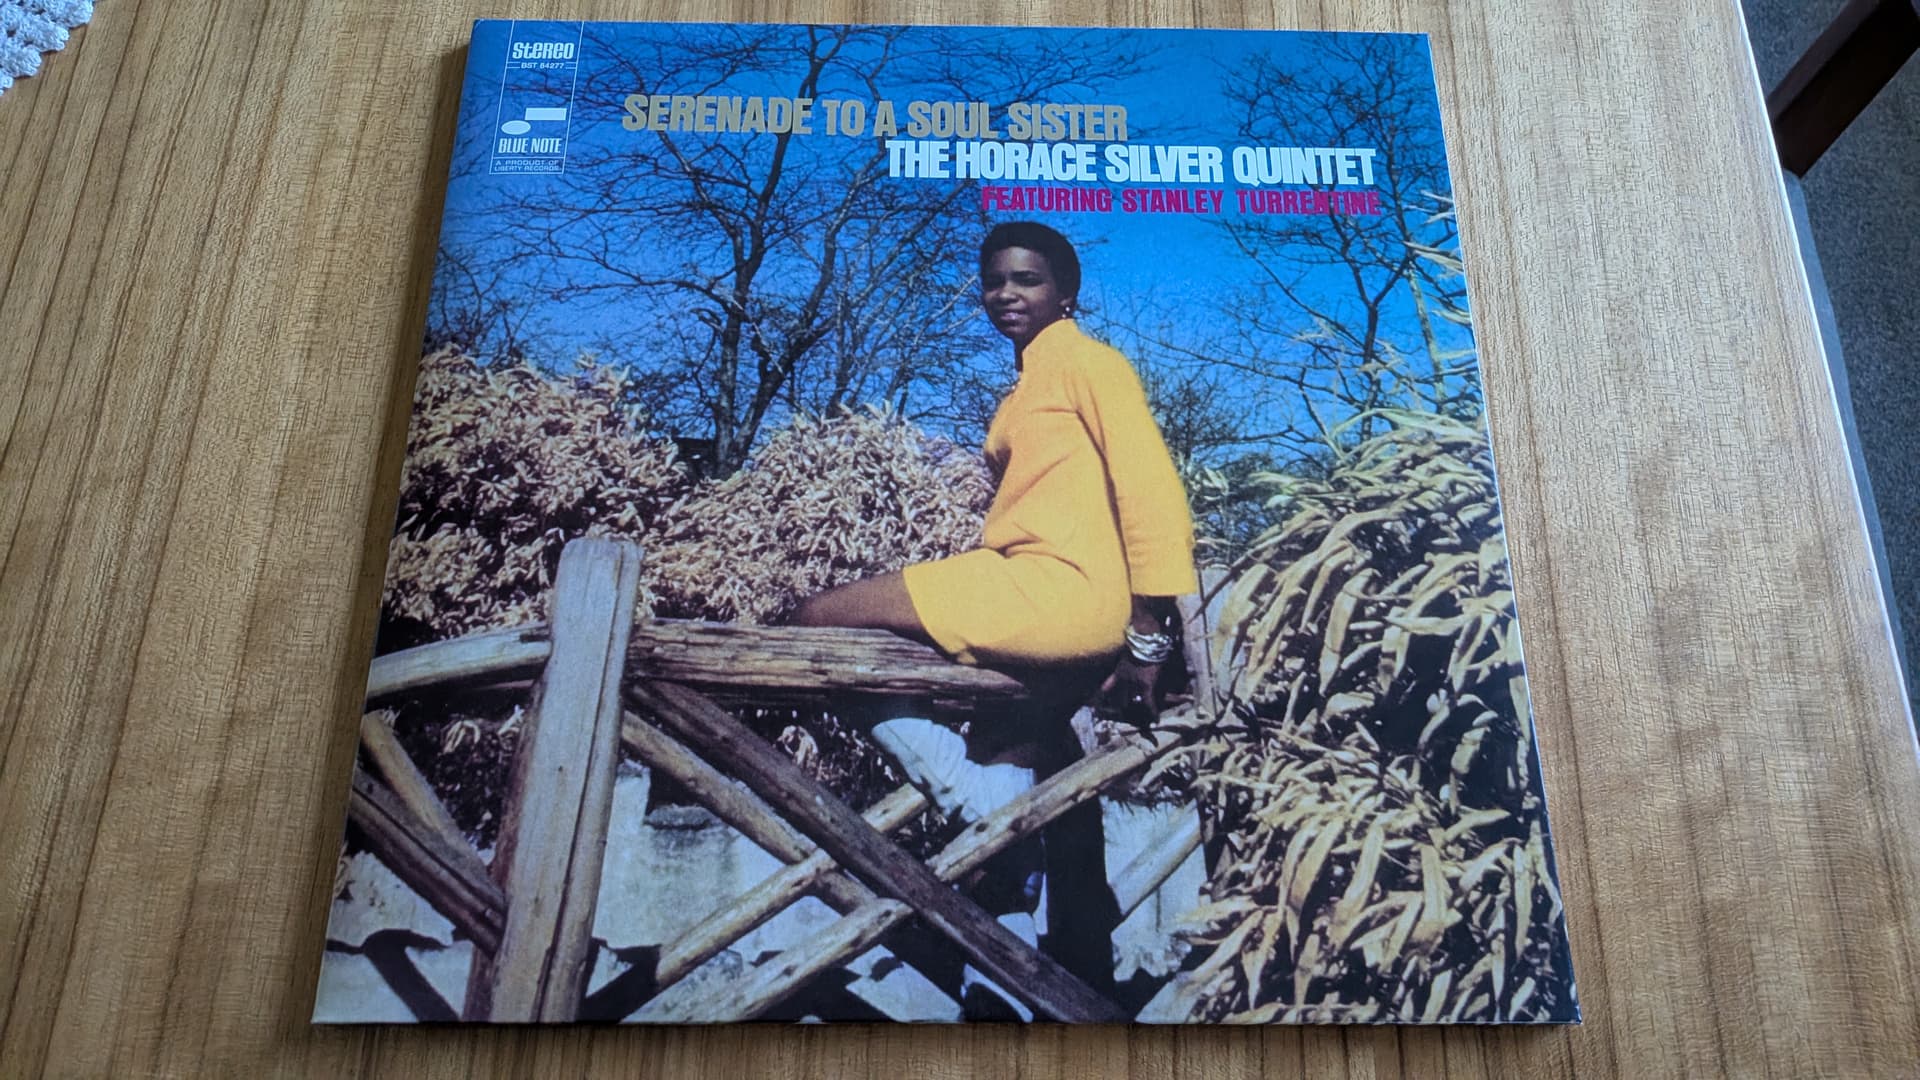 STEREO
BST 84277
BLUE NOTE
A PRODUCT OF
LIBERTY RECORDS
SERENADE TO A SOUL SISTER
THE HORACE SILVER QUINTET
FEATURING STANLEY TURRENTINE